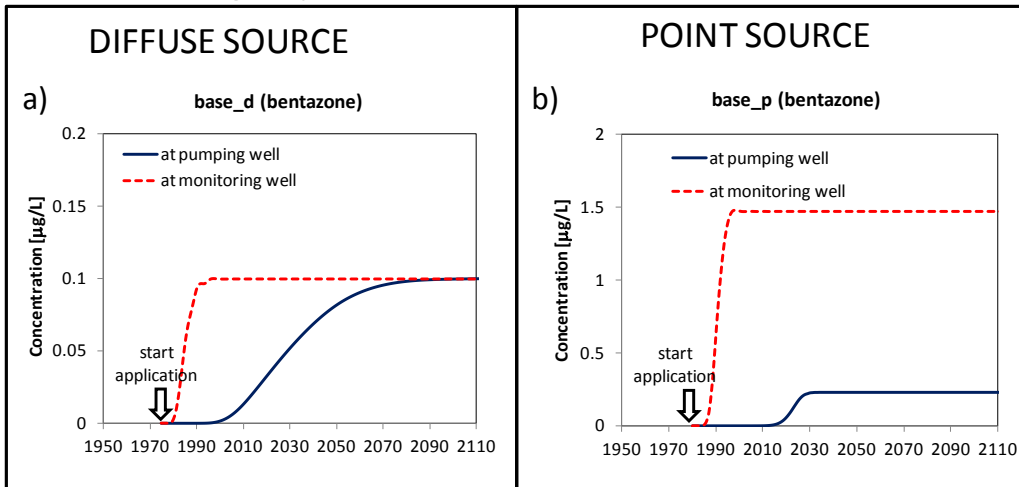 DIFFUSE SOURCE
a)
base_d (bentazone)
0.2
0.15
0.1
0.05
0
Concentration [µg/L]
at pumping well
at monitoring well
start
application
1950 1970 1990 2010 2030 2050 2070 2090 2110
POINT SOURCE
b)
base_p (bentazone)
2
1.5
1
0.5
0
Concentration [µg/L]
at pumping well
at monitoring well
start
application
1950 1970 1990 2010 2030 2050 2070 2090 2110